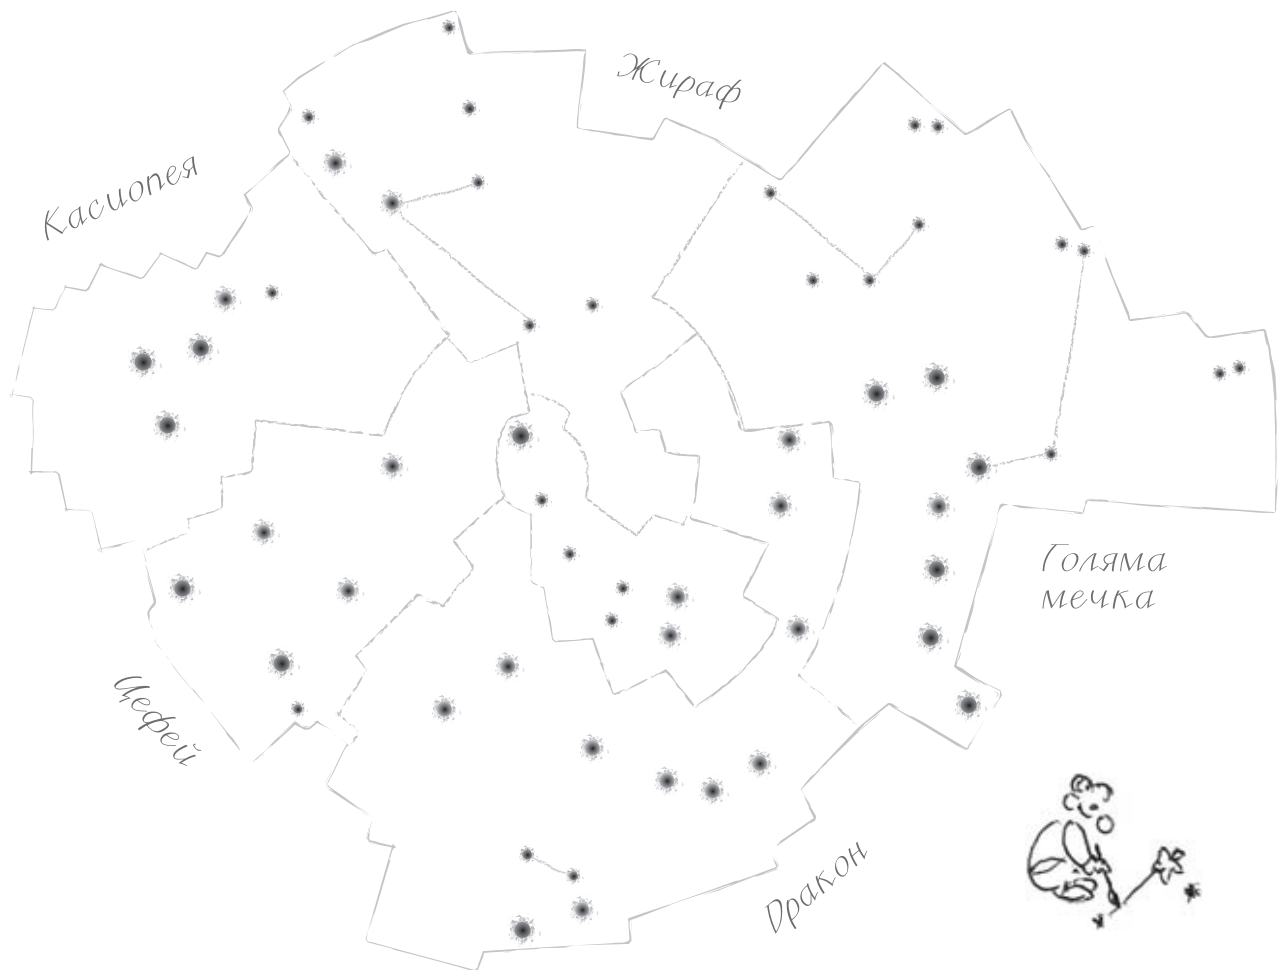 Жираф
Касиопея
Голяма
мечка
Цефей
Дракон